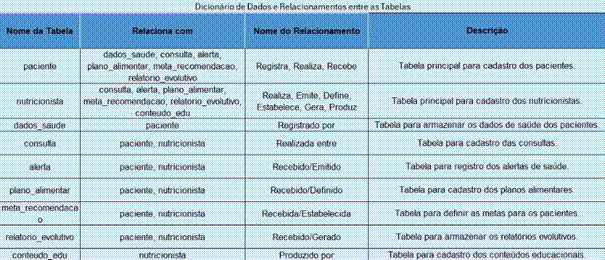 Dicionário de Dados e Relacionamentos entre as Tabelas
Nome da Tabela Relaciona com Nome do Relacionamento Descrição
paciente dados_saude, consulta, alerta, plano_alimentar, meta_recomendacao, relatorio_evolutivo Registra, Realiza, Recebe Tabela principal para cadastro dos pacientes.
nutricionista consulta, alerta, plano_alimentar, meta_recomendacao, relatorio_evolutivo, conteudo_edu Realiza, Emite, Define, Estabelece, Gera, Produz Tabela principal para cadastro dos nutricionistas.
dados_saude paciente Registrado por Tabela para armazenar os dados de saúde dos pacientes.
consulta paciente, nutricionista Realizada entre Tabela para cadastro das consultas.
alerta paciente, nutricionista Recebido/Emitido Tabela para registro dos alertas de saúde.
plano_alimentar paciente, nutricionista Recebido/Definido Tabela para cadastro dos planos alimentares.
meta_recomendacao paciente, nutricionista Recebida/Estabelecida Tabela para definir as metas para os pacientes.
relatorio_evolutivo paciente, nutricionista Recebido/Gerado Tabela para armazenar os relatórios evolutivos.
conteudo_edu nutricionista Produzido por Tabela para cadastro dos conteúdos educacionais.